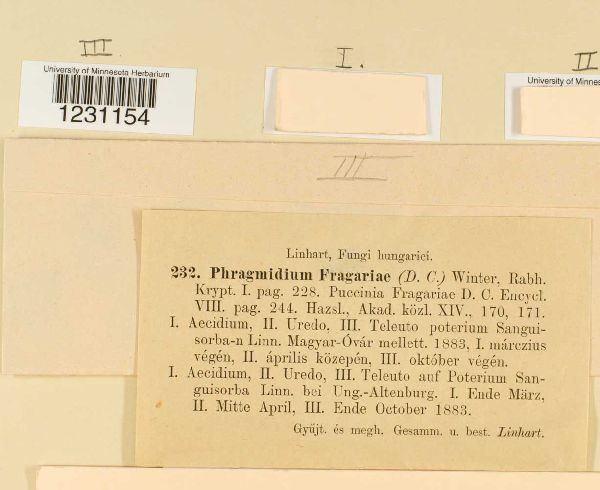 III
I.
II
University of Minnesota Herbarium
1231154
University of Minnes
III
Linhart, Fungi hungarici.
232. Phragmidium Fragariae (D. C.) Winter, Rabh.
Krypt. I. pag. 228. Puccinia Fragariae D. C. Encycl.
VIII. pag. 244. Hazsl., Akad. közl. XIV., 170, 171.
I. Aecidium, II. Uredo, III. Teleuto poterium Sangui-
sorba-n Linn. Magyar-Óvár mellett. 1883, I. márczius
végén, II. április közepén, III. október végén.
I. Aecidium, II. Uredo, III. Teleuto auf Poterium San-
guisorba Linn. bei Ung.-Altenburg. I. Ende März,
II. Mitte April, III. Ende October 1883.
Gyűjt. és megh. Gesamm. u. best. Linhart.